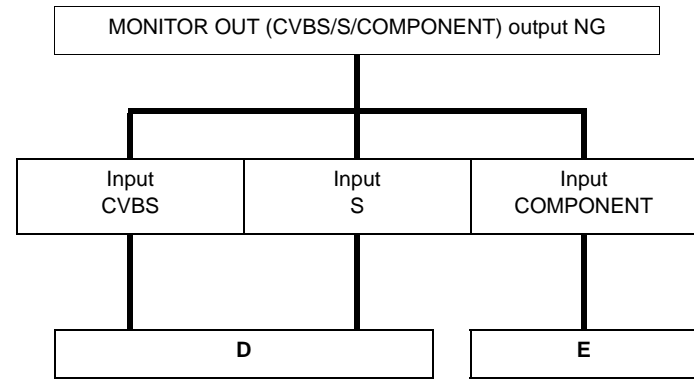 MONITOR OUT (CVBS/S/COMPONENT) output NG
Input
CVBS
Input
S
Input
COMPONENT
D
E